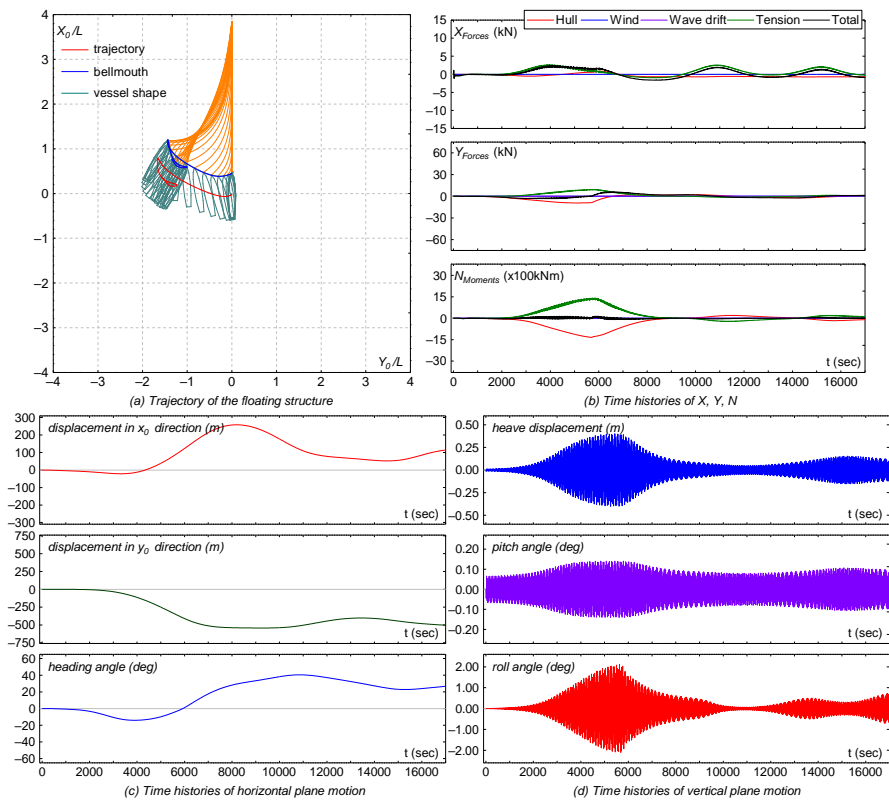 X0/L
trajectory
bellmouth
vessel shape
4
3
2
1
0
−1
−2
−3
−4
Y0/L
−4 −3 −2 −1 0 1 2 3 4
(a) Trajectory of the floating structure
Hull Wind Wave drift Tension Total
XForces (kN)
15
10
5
0
−5
−10
−15
YForces (kN)
60
30
0
−30
−60
NMoments (x100kNm)
30
15
0
−15
−30
t (sec)
0 2000 4000 6000 8000 10000 12000 14000 16000
(b) Time histories of X, Y, N
displacement in x0 direction (m)
300
200
100
0
−100
−200
−300
t (sec)
displacement in y0 direction (m)
750
500
250
0
−250
−500
−750
t (sec)
heading angle (deg)
60
40
20
0
−20
−40
−60
t (sec)
0 2000 4000 6000 8000 10000 12000 14000 16000
(c) Time histories of horizontal plane motion
heave displacement (m)
0.50
0.25
0.00
−0.25
−0.50
t (sec)
pitch angle (deg)
0.20
0.10
0.00
−0.10
−0.20
t (sec)
roll angle (deg)
2.00
1.00
0.00
−1.00
−2.00
t (sec)
0 2000 4000 6000 8000 10000 12000 14000 16000
(d) Time histories of vertical plane motion